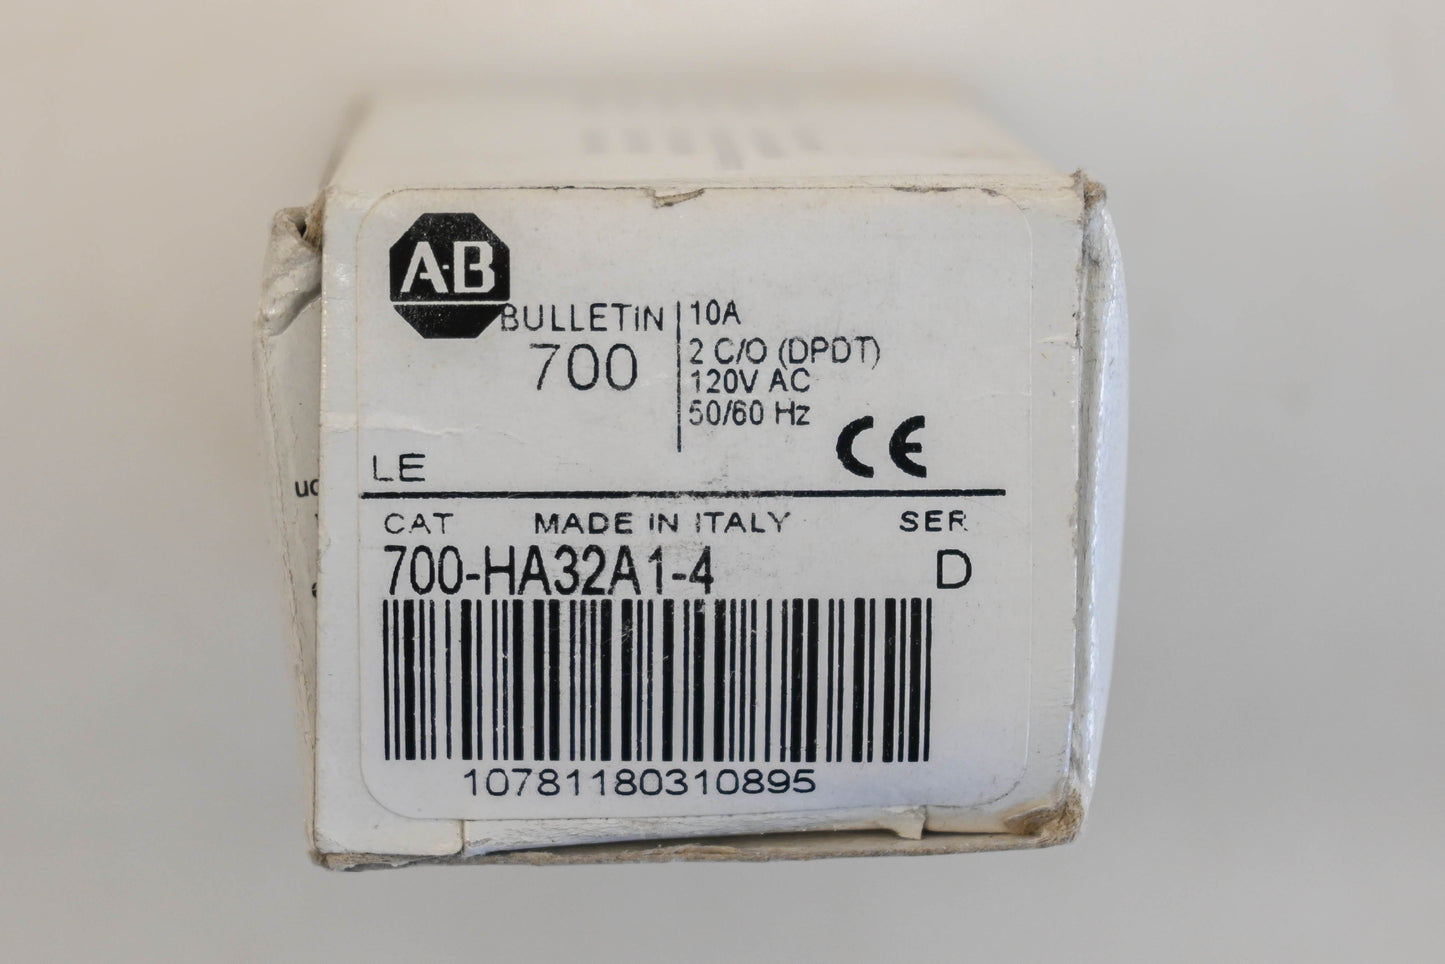 A-B
BULLETIN
700
10A
2 C/O (DPDT)
120V AC
50/60 Hz
LE
CE
CAT MADE IN ITALY SER
700-HA32A1-4 D
10781180310895